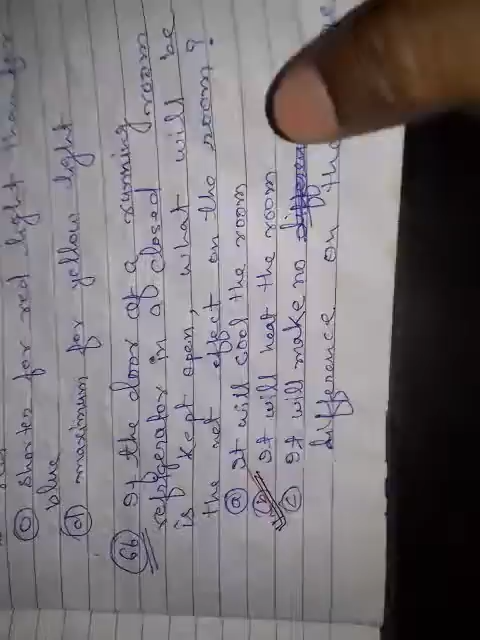 (c) shorter for red light than for
blue
(d) maximum for yellow light
(66) If the door of a running
refrigerator in a closed room
is kept open, what will be
the net effect on the room?
(a) It will cool the room
(b) It will heat the room
(c) It will make no
difference on the